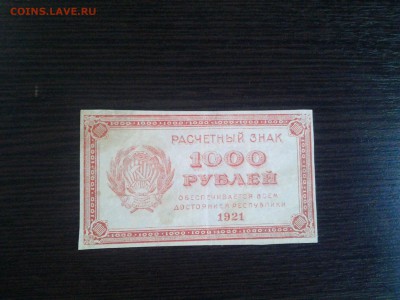 COINS.LAVE.RU
РАСЧЕТНЫЙ ЗНАК
1000
РУБЛЕЙ
ОБЕСПЕЧИВАЕТСЯ ВСЕМ
ДОСТОЯНИЕМ РЕСПУБЛИКИ
1921